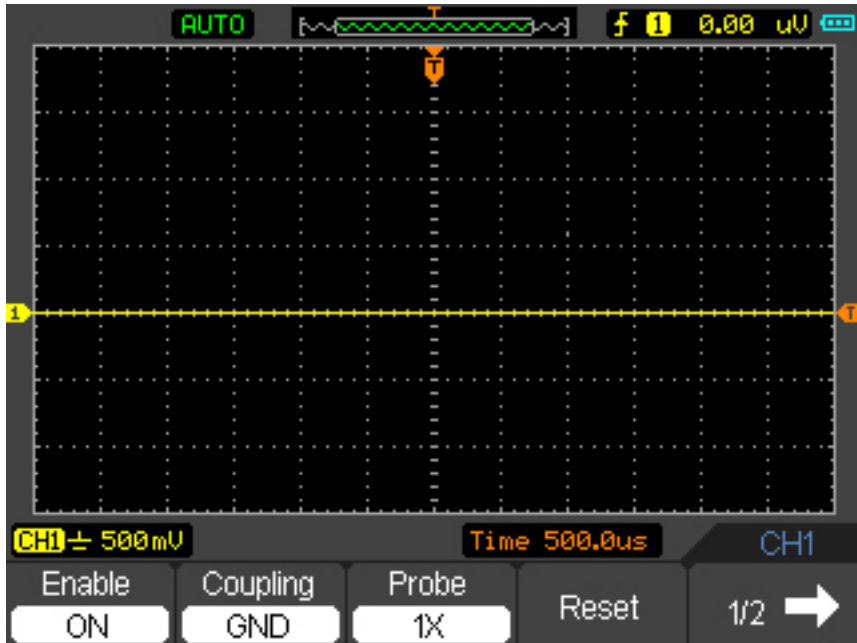 AUTO T 1 0.00 uV
T
1 T
CH1 500mV Time 500.0us CH1
Enable Coupling Probe Reset 1/2
ON GND 1X